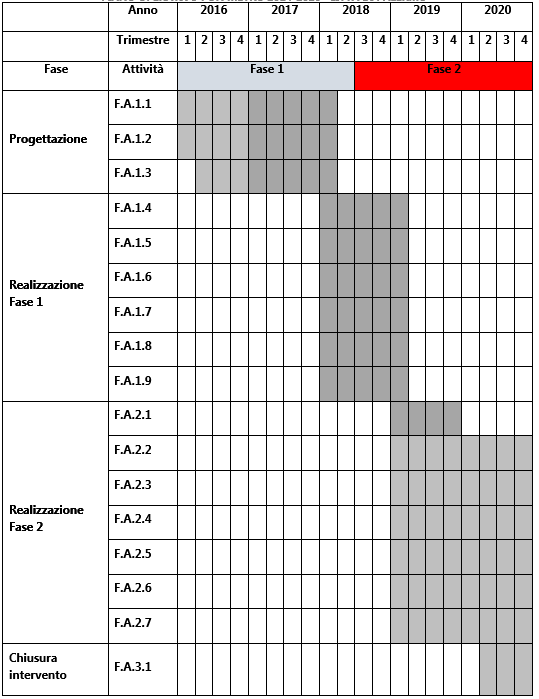 Anno 2016 2017 2018 2019 2020
Trimestre 1 2 3 4 1 2 3 4 1 2 3 4 1 2 3 4 1 2 3 4
Fase Attività Fase 1 Fase 2
Progettazione
F.A.1.1
F.A.1.2
F.A.1.3
Realizzazione
Fase 1
F.A.1.4
F.A.1.5
F.A.1.6
F.A.1.7
F.A.1.8
F.A.1.9
Realizzazione
Fase 2
F.A.2.1
F.A.2.2
F.A.2.3
F.A.2.4
F.A.2.5
F.A.2.6
F.A.2.7
Chiusura
intervento
F.A.3.1